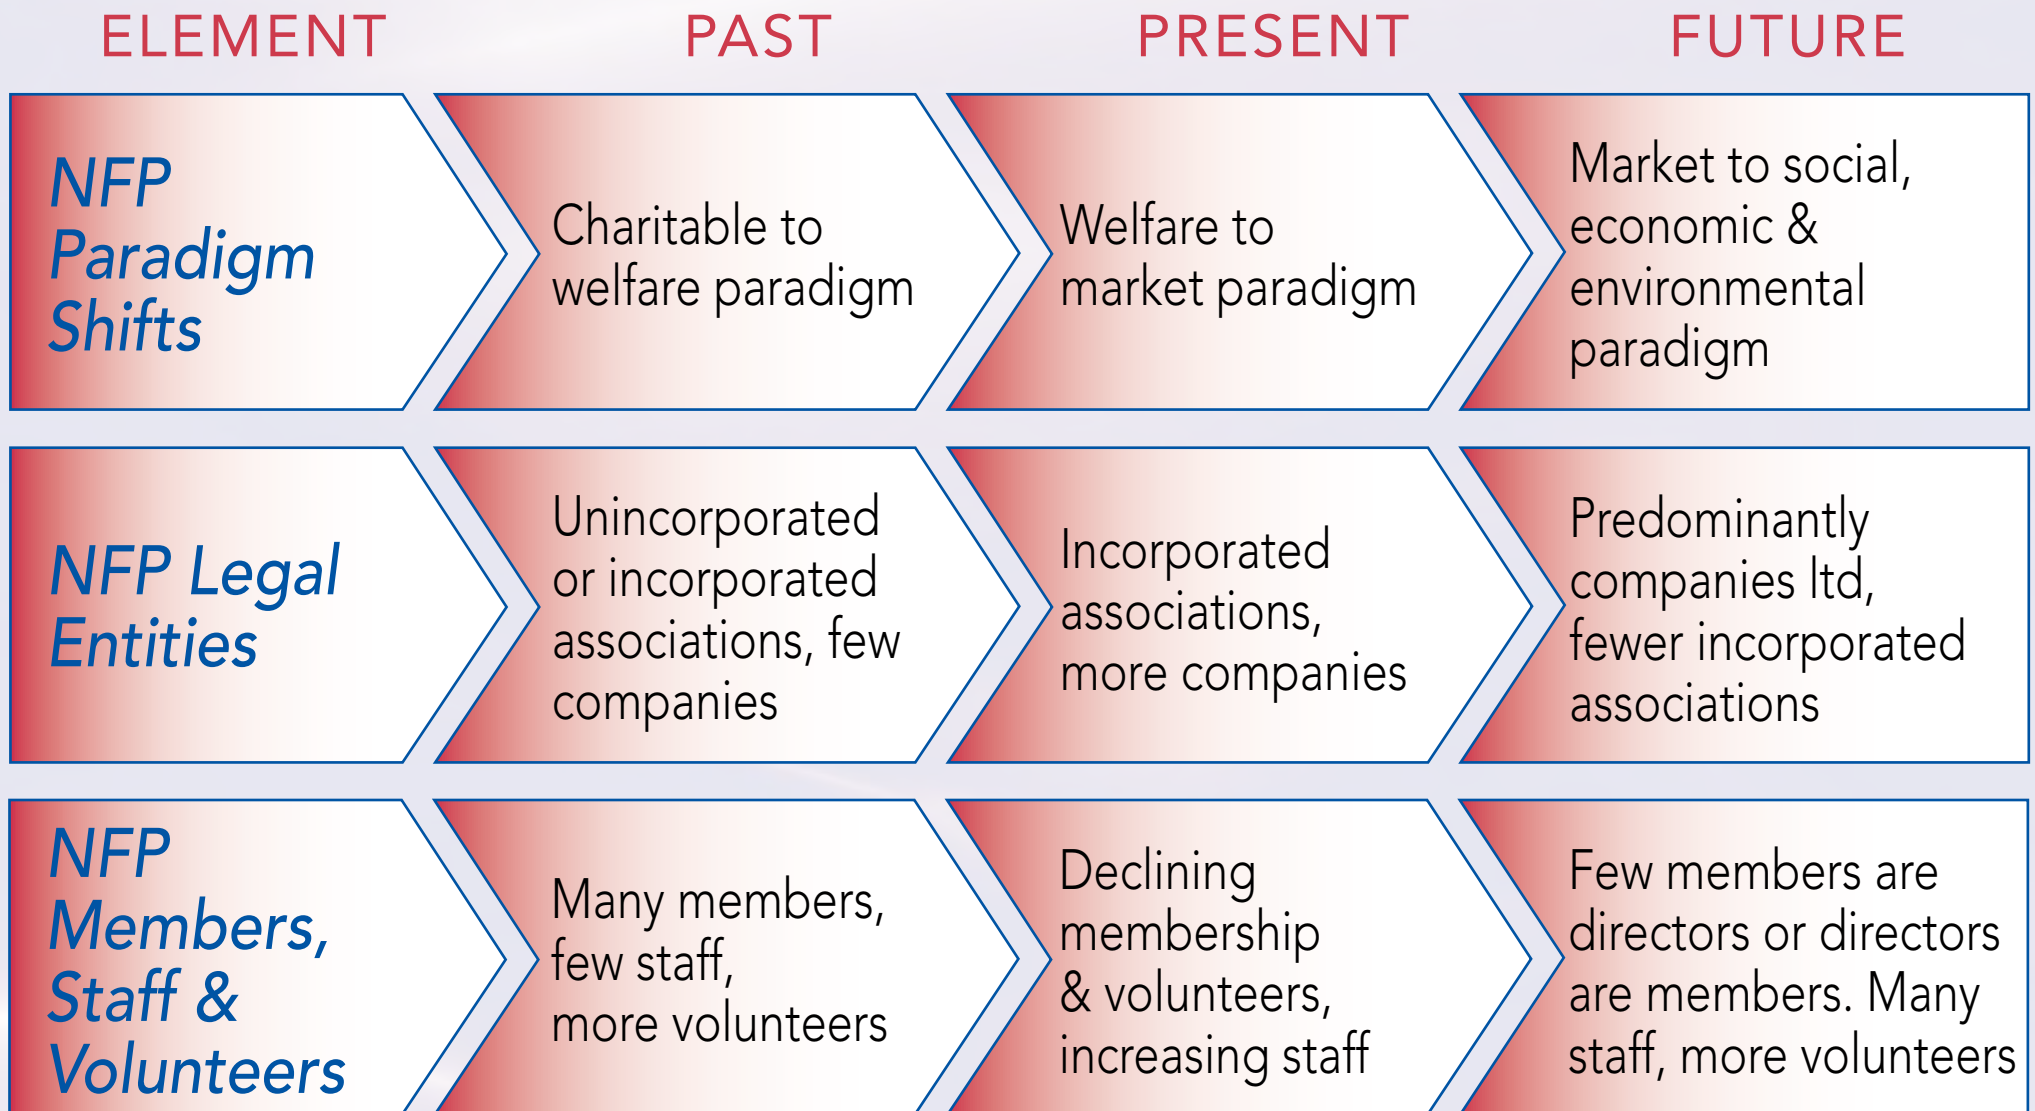 ELEMENT PAST PRESENT FUTURE
NFP
Paradigm
Shifts
Charitable to
welfare paradigm
Welfare to
market paradigm
Market to social,
economic &
environmental
paradigm
NFP Legal
Entities
Unincorporated
or incorporated
associations, few
companies
Incorporated
associations,
more companies
Predominantly
companies ltd,
fewer incorporated
associations
NFP
Members,
Staff &
Volunteers
Many members,
few staff,
more volunteers
Declining
membership
& volunteers,
increasing staff
Few members are
directors or directors
are members. Many
staff, more volunteers